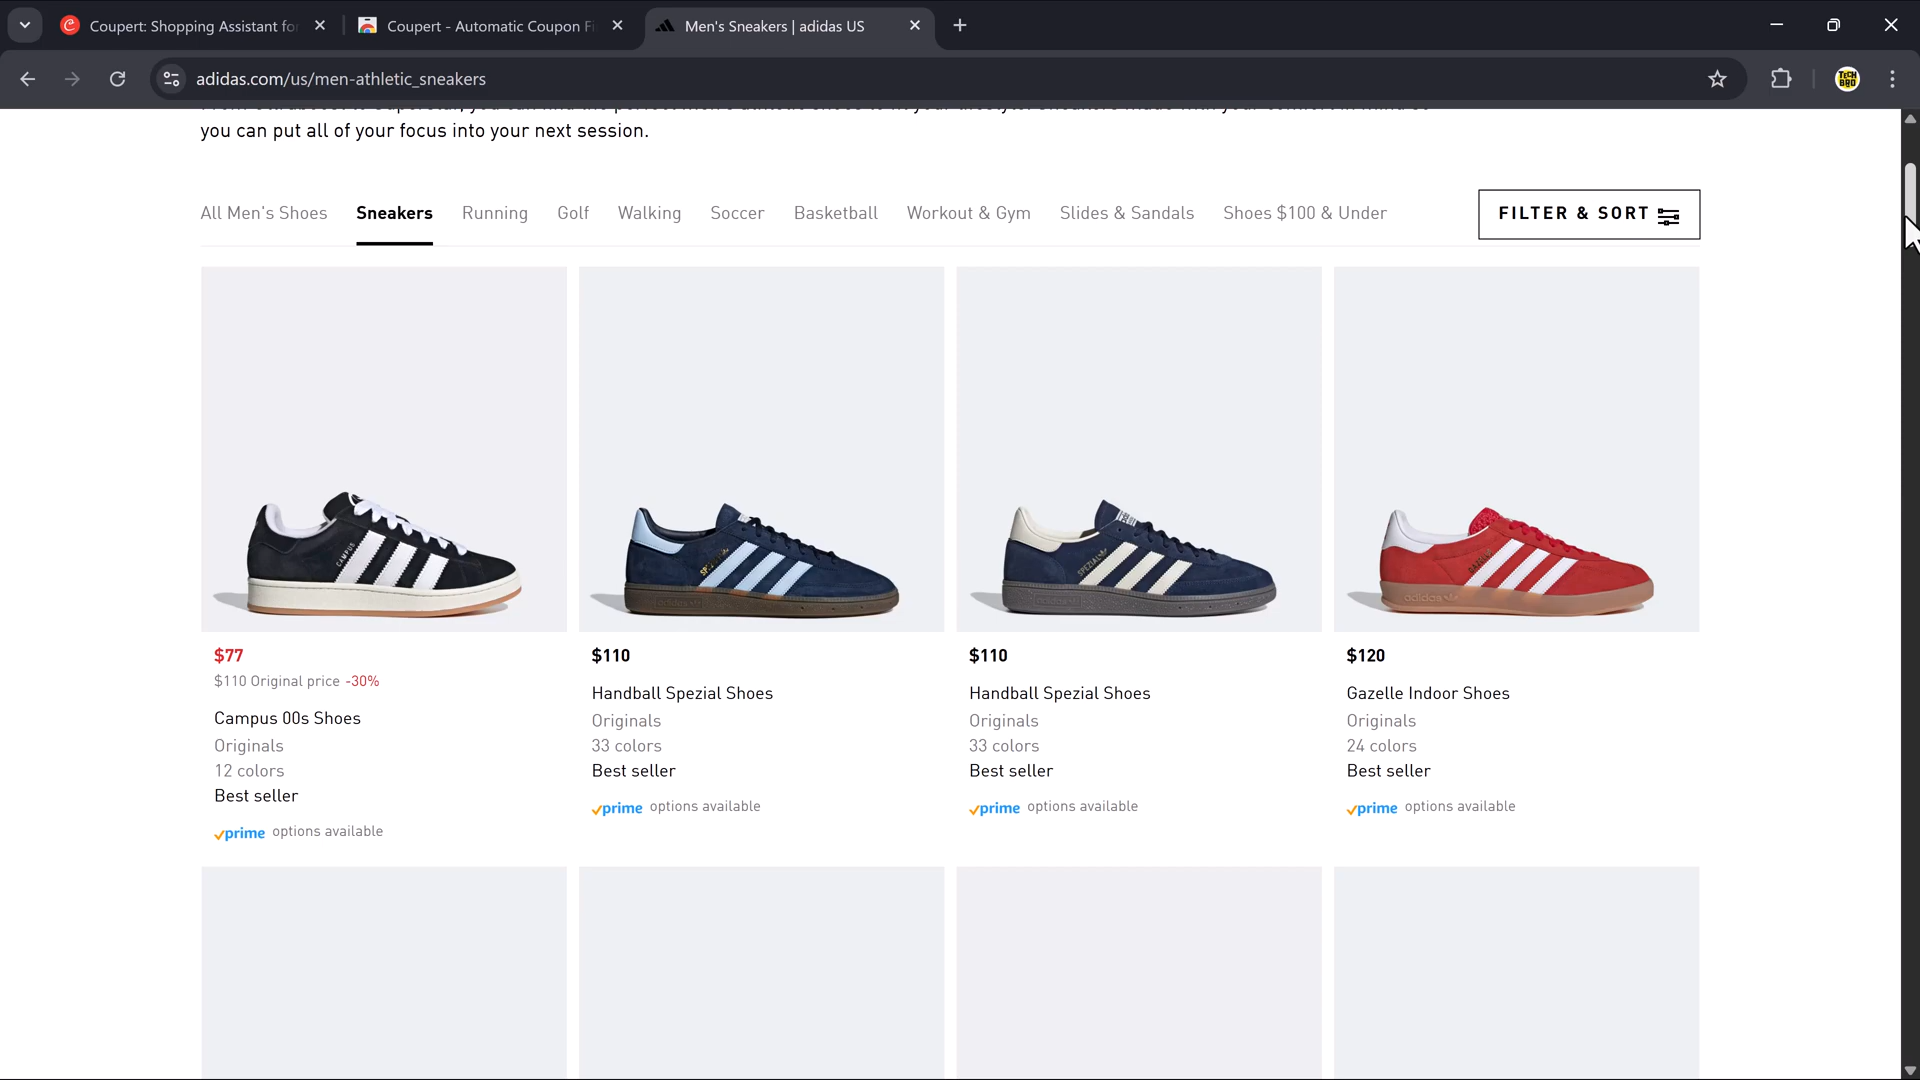 Coupert: Shopping Assistant fo
Coupert - Automatic Coupon Fi
Men's Sneakers | adidas US
adidas.com/us/men-athletic_sneakers
TECH
BRO
you can put all of your focus into your next session.
All Men's Shoes
Sneakers
Running
Golf
Walking
Soccer
Basketball
Workout & Gym
Slides & Sandals
Shoes $100 & Under
FILTER & SORT
$77
$110 Original price -30%
Campus 00s Shoes
Originals
12 colors
Best seller
prime options available
$110
Handball Spezial Shoes
Originals
33 colors
Best seller
prime options available
$110
Handball Spezial Shoes
Originals
33 colors
Best seller
prime options available
$120
Gazelle Indoor Shoes
Originals
24 colors
Best seller
prime options available